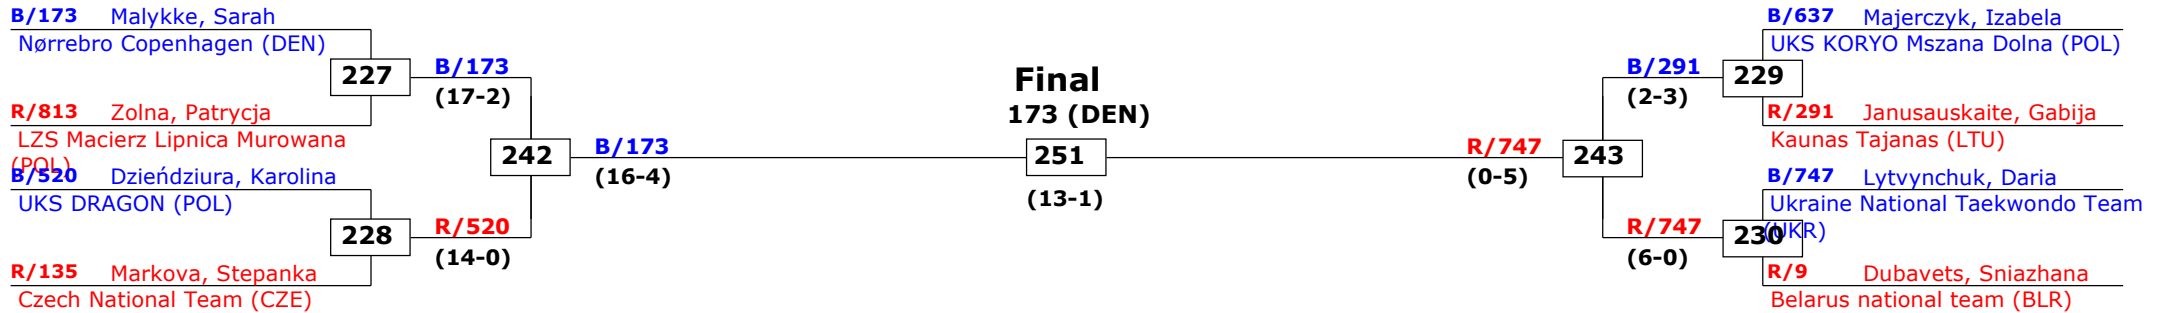 B/173 Malykke, Sarah
Nørrebro Copenhagen (DEN)
227
B/173
(17-2)
R/813 Zolna, Patrycja
LZS Macierz Lipnica Murowana
(POL)
B/520 Dzieńdziura, Karolina
UKS DRAGON (POL)
228
R/520
(14-0)
R/135 Markova, Stepanka
Czech National Team (CZE)
242
B/173
(16-4)
Final
173 (DEN)
251
(13-1)
R/747
(0-5)
243
B/637 Majerczyk, Izabela
UKS KORYO Mszana Dolna (POL)
B/291
(2-3)
229
R/291 Janusauskaite, Gabija
Kaunas Tajanas (LTU)
B/747 Lytvynchuk, Daria
Ukraine National Taekwondo Team
(UKR)
R/747
(6-0)
230
R/9 Dubavets, Sniazhana
Belarus national team (BLR)